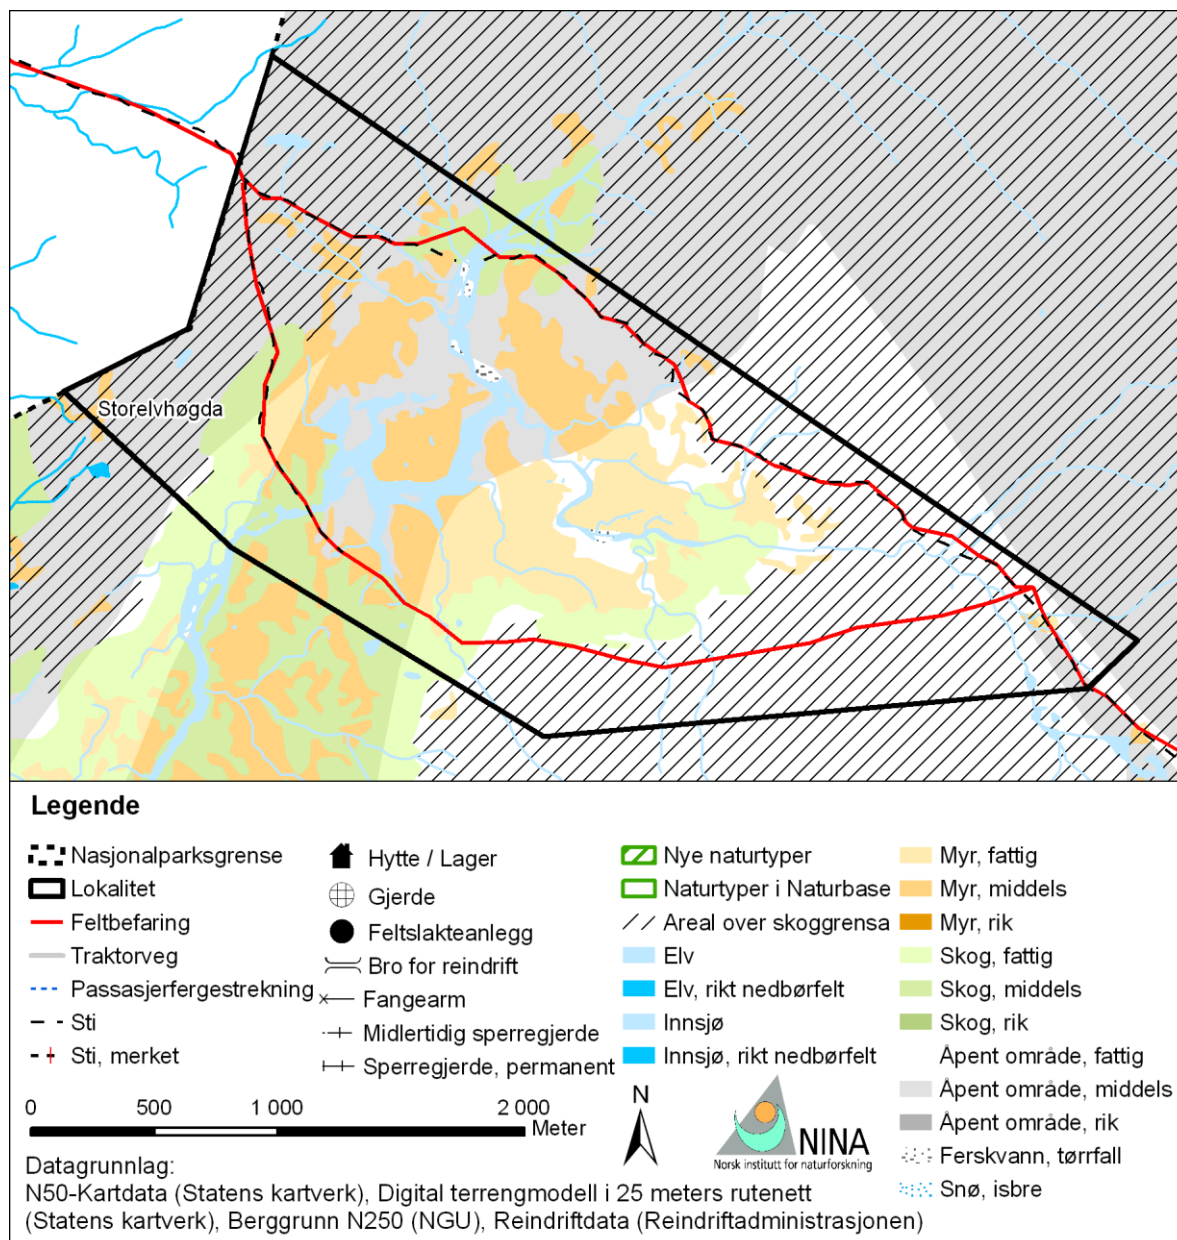 Storelvhøgda
Legende
Nasjonalparksgrense
Lokalitet
Feltbefaring
Traktorveg
Passasjerfergestrekning
Sti
Sti, merket
Hytte / Lager
Gjerde
Feltslakteanlegg
Bro for reindrift
Fangearm
Midlertidig sperregjerde
Sperregjerde, permanent
Nye naturtyper
Naturtyper i Naturbase
Areal over skoggrensa
Elv
Elv, rikt nedbørfelt
Innsjø
Innsjø, rikt nedbørfelt
Myr, fattig
Myr, middels
Myr, rik
Skog, fattig
Skog, middels
Skog, rik
Åpent område, fattig
Åpent område, middels
Åpent område, rik
Ferskvann, tørrfall
Snø, isbre
0 500 1 000 2 000
Meter
N
NINA
Norsk institutt for naturforskning
Datagrunnlag:
N50-Kartdata (Statens kartverk), Digital terrengmodell i 25 meters rutenett
(Statens kartverk), Berggrunn N250 (NGU), Reindriftdata (Reindriftadministrasjonen)